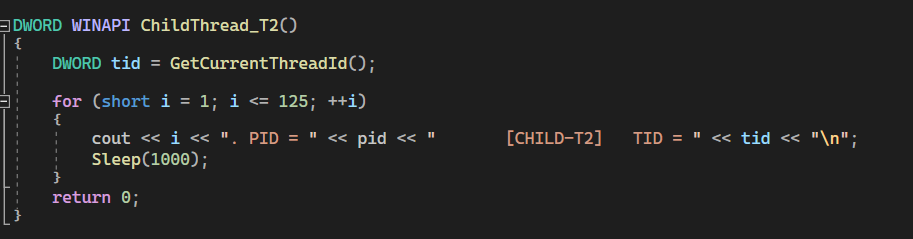 DWORD WINAPI ChildThread_T2()
{
    DWORD tid = GetCurrentThreadId();

    for (short i = 1; i <= 125; ++i)
    {
        cout << i << ". PID = " << pid << "       [CHILD-T2]   TID = " << tid << "\n";
        Sleep(1000);
    }
    return 0;
}